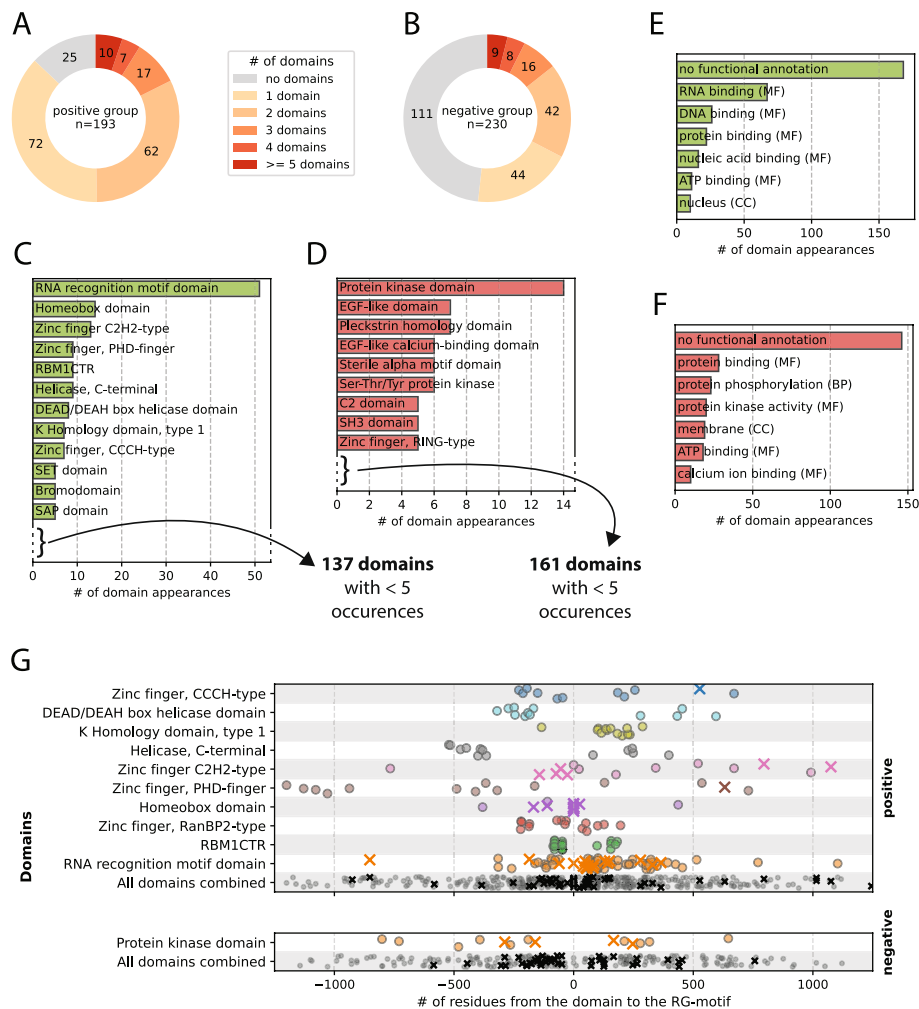 A
25
10
7
17
72
62
positive group
n=193
# of domains
no domains
1 domain
2 domains
3 domains
4 domains
>= 5 domains
B
9
8
16
111
42
44
negative group
n=230
E
no functional annotation
RNA binding (MF)
DNA binding (MF)
protein binding (MF)
nucleic acid binding (MF)
ATP binding (MF)
nucleus (CC)
0 50 100 150
# of domain appearances
C
RNA recognition motif domain
Homeobox domain
Zinc finger C2H2-type
Zinc finger, PHD-finger
RBM1CTR
Helicase, C-terminal
DEAD/DEAH box helicase domain
K Homology domain, type 1
Zinc finger, CCCH-type
SET domain
Bromodomain
SAP domain
}
0 10 20 30 40 50
# of domain appearances
D
Protein kinase domain
EGF-like domain
Pleckstrin homology domain
EGF-like calcium-binding domain
Sterile alpha motif domain
Ser-Thr/Tyr protein kinase
C2 domain
SH3 domain
Zinc finger, RING-type
}
0 2 4 6 8 10 12 14
# of domain appearances
F
no functional annotation
protein binding (MF)
protein phosphorylation (BP)
protein kinase activity (MF)
membrane (CC)
ATP binding (MF)
calcium ion binding (MF)
0 50 100 150
# of domain appearances
137 domains
with < 5
occurences
161 domains
with < 5
occurences
G
Domains
Zinc finger, CCCH-type
DEAD/DEAH box helicase domain
K Homology domain, type 1
Helicase, C-terminal
Zinc finger C2H2-type
Zinc finger, PHD-finger
Homeobox domain
Zinc finger, RanBP2-type
RBM1CTR
RNA recognition motif domain
All domains combined
positive
Protein kinase domain
All domains combined
negative
−1000 −500 0 500 1000
# of residues from the domain to the RG-motif